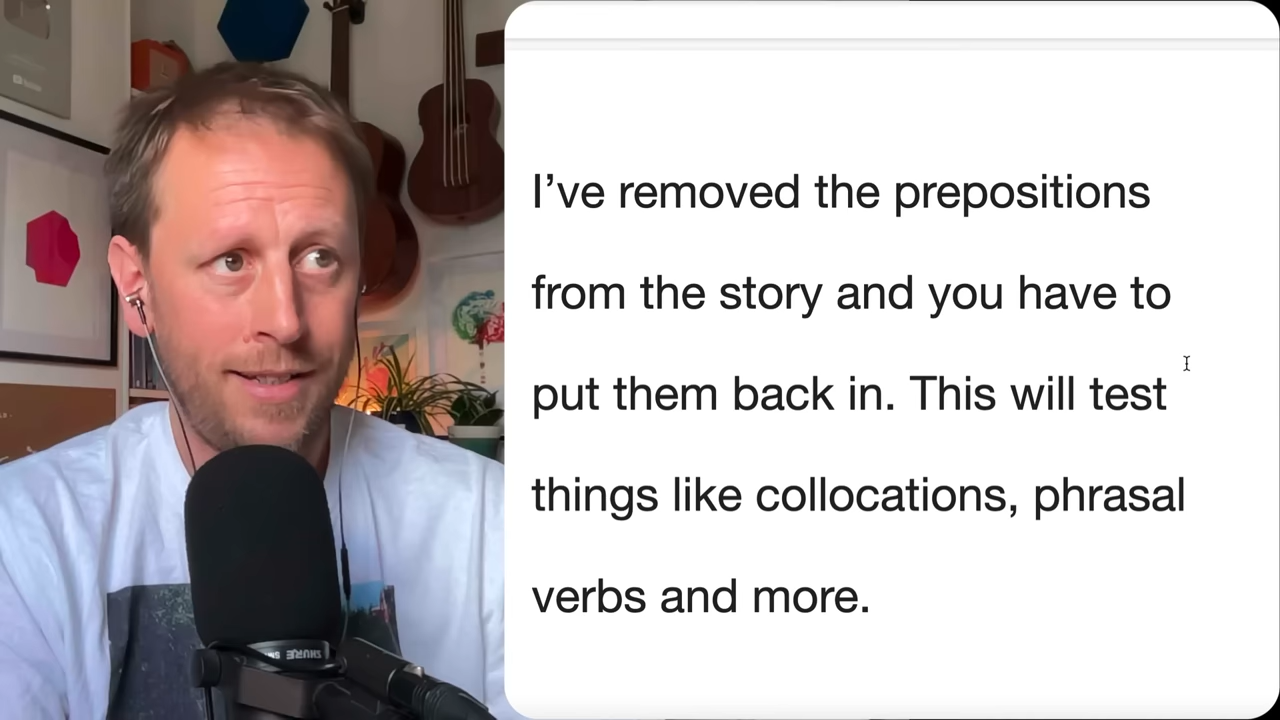 I’ve removed the prepositions
from the story and you have to
put them back in. This will test
things like collocations, phrasal
verbs and more.
SHURE